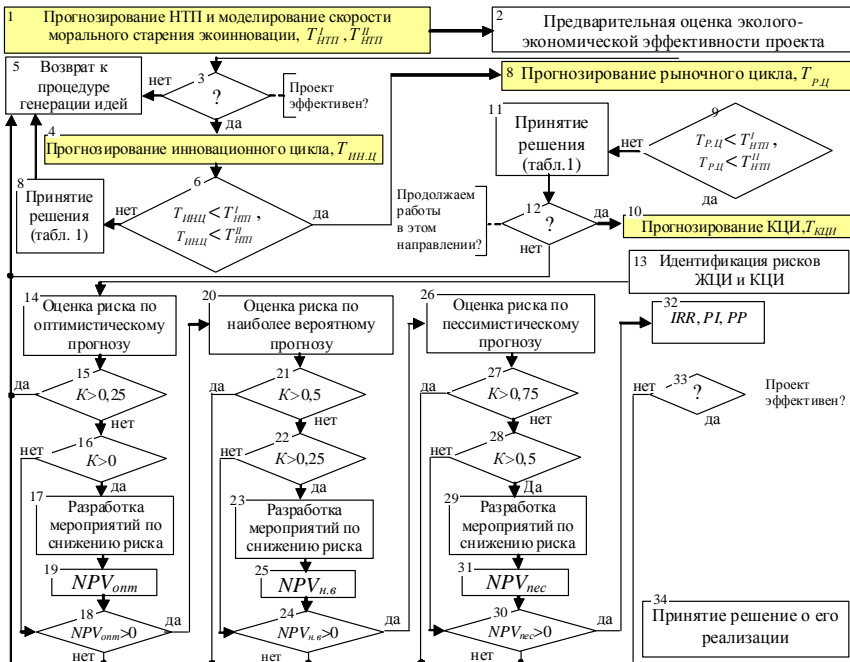 1 Прогнозирование НТП и моделирование скорости
морального старения экоинновации, T^I_НТП, T^II_НТП
2
Предварительная оценка эколого-
экономической эффективности проекта
5 Возврат к
процедуре
генерации идей
нет
3
?
Проект
эффективен?
да
8 Прогнозирование рыночного цикла, T_Р.Ц
4
Прогнозирование инновационного цикла, T_ИН.Ц
11
Принятие
решения
(табл.1)
нет
9
T_Р.Ц < T^I_НТП,
T_Р.Ц < T^II_НТП
да
8 Принятие
решения
(табл. 1)
нет
6
T_ИН.Ц < T^I_НТП,
T_ИН.Ц < T^II_НТП
да
Продолжаем
работы
в этом
направлении?
12
?
да
нет
10
Прогнозирование КЦИ, T_КЦИ
13 Идентификация рисков
ЖЦИ и КЦИ
14
Оценка риска по
оптимистическому
прогнозу
20
Оценка риска по
наиболее вероятному
прогнозу
26
Оценка риска по
пессимистическому
прогнозу
32
IRR, PI, PP
да
15
K>0,25
нет
да
21
K>0,5
нет
да
27
K>0,75
нет
нет
33
?
да
Проект
эффективен?
нет
16
K>0
да
нет
22
K>0,25
да
нет
28
K>0,5
Да
17
Разработка
мероприятий по
снижению риска
23
Разработка
мероприятий по
снижению риска
29
Разработка
мероприятий по
снижению риска
19
NPV_опт
25
NPV_н.в
31
NPV_пес
18
NPV_опт>0
да
нет
24
NPV_н.в>0
да
нет
30
NPV_пес>0
да
нет
34
Принятие решение о его
реализации